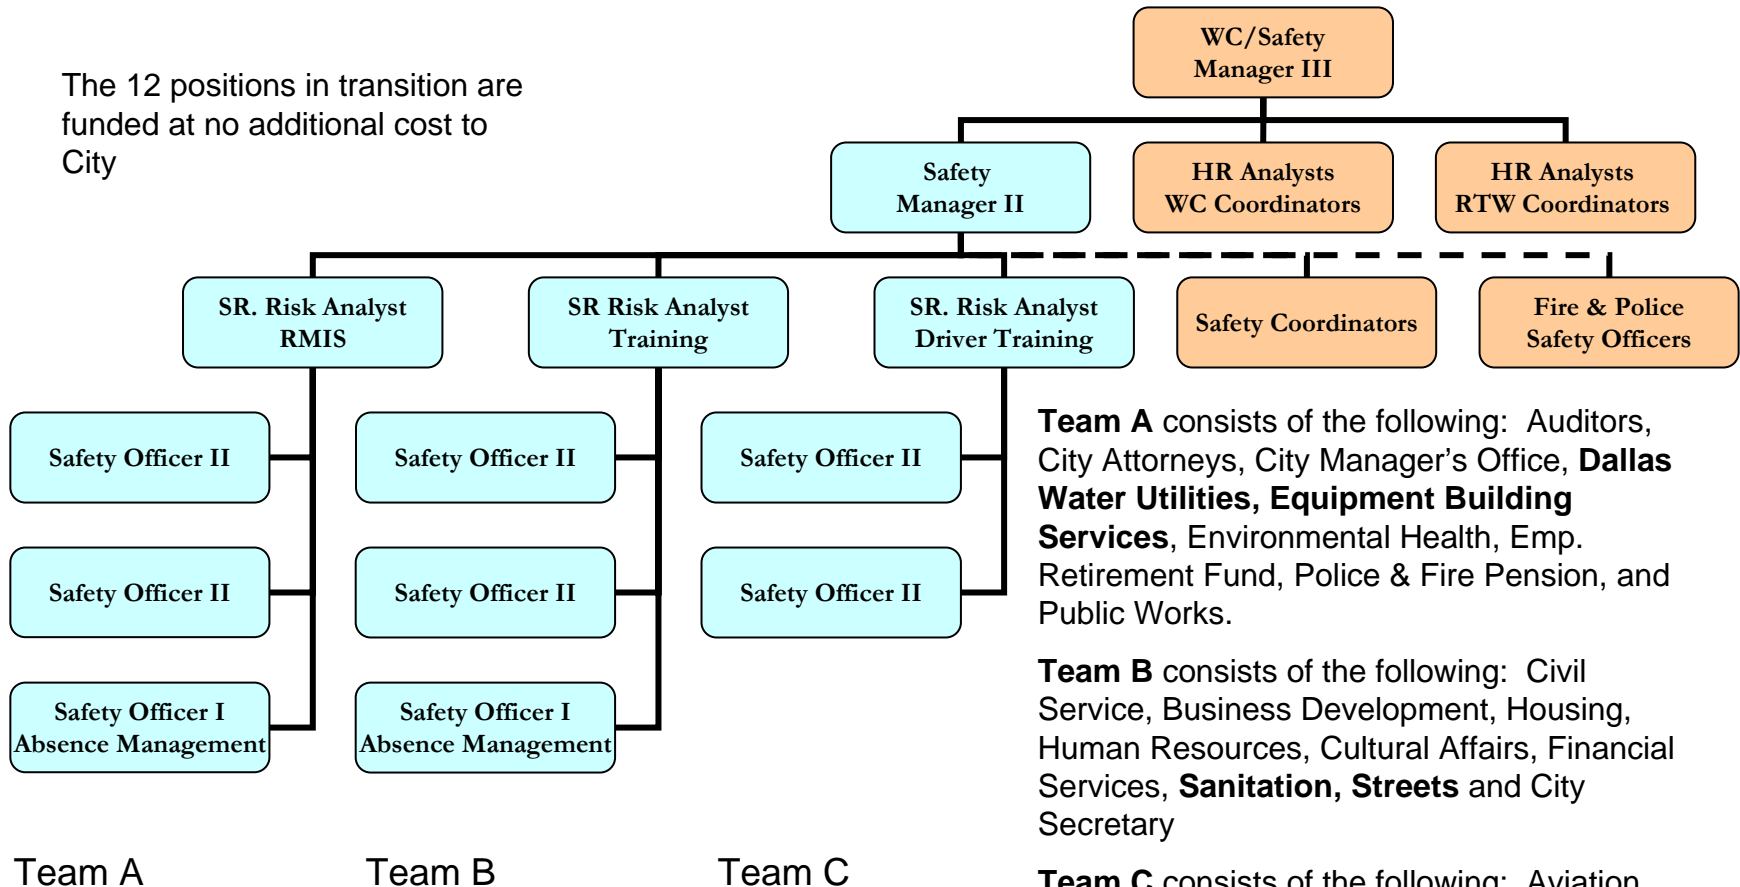 The 12 positions in transition are
funded at no additional cost to
City
WC/Safety
Manager III
Safety
Manager II
HR Analysts
WC Coordinators
HR Analysts
RTW Coordinators
SR. Risk Analyst
RMIS
SR Risk Analyst
Training
SR. Risk Analyst
Driver Training
Safety Coordinators
Fire & Police
Safety Officers
Safety Officer II
Safety Officer II
Safety Officer II
Safety Officer II
Safety Officer II
Safety Officer II
Safety Officer I
Absence Management
Safety Officer I
Absence Management
Team A
Team B
Team C
Team A consists of the following: Auditors,
City Attorneys, City Manager's Office, Dallas
Water Utilities, Equipment Building
Services, Environmental Health, Emp.
Retirement Fund, Police & Fire Pension, and
Public Works.
Team B consists of the following: Civil
Service, Business Development, Housing,
Human Resources, Cultural Affairs, Financial
Services, Sanitation, Streets and City
Secretary
Team C consists of the following: Aviation